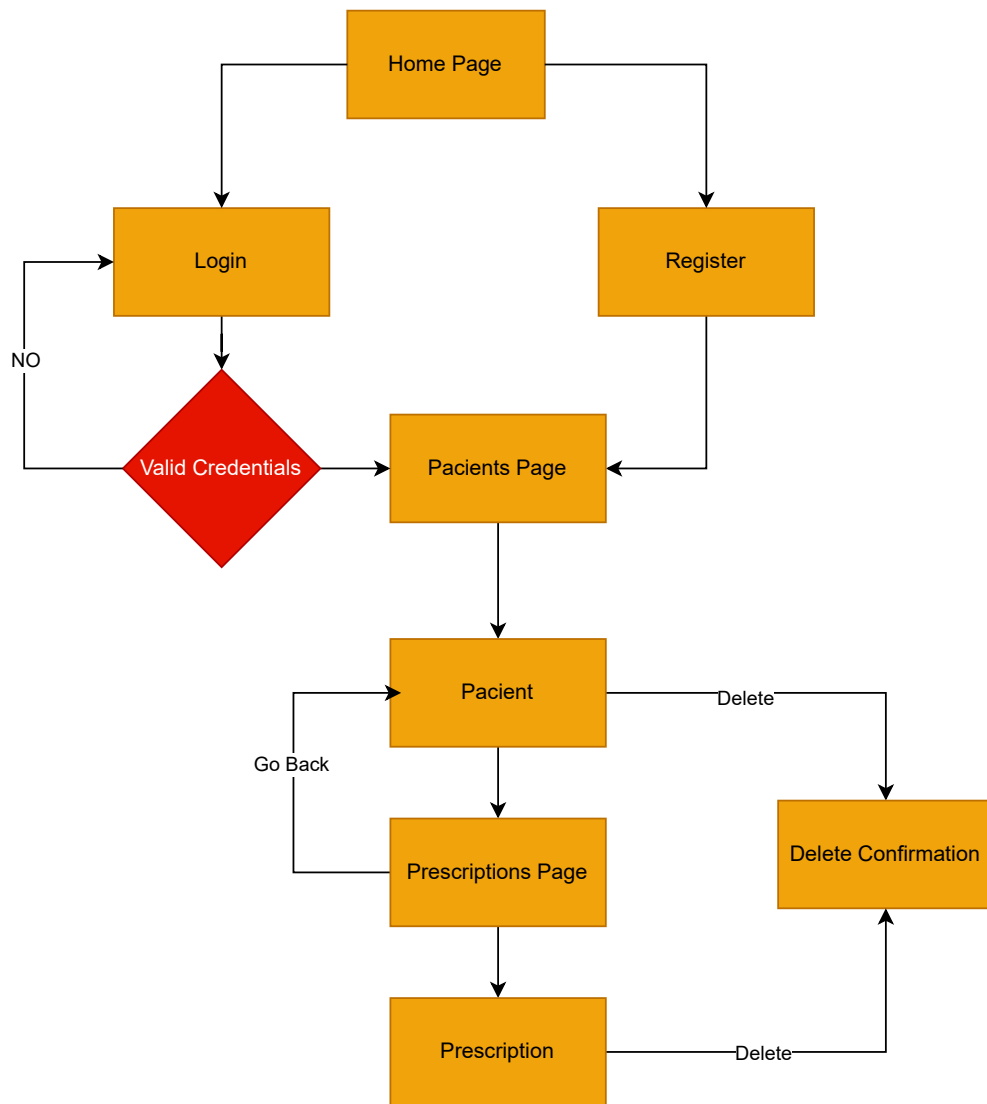 Home Page
Login
Register
NO
Valid Credentials
Pacients Page
Pacient
Delete
Go Back
Prescriptions Page
Delete Confirmation
Prescription
Delete